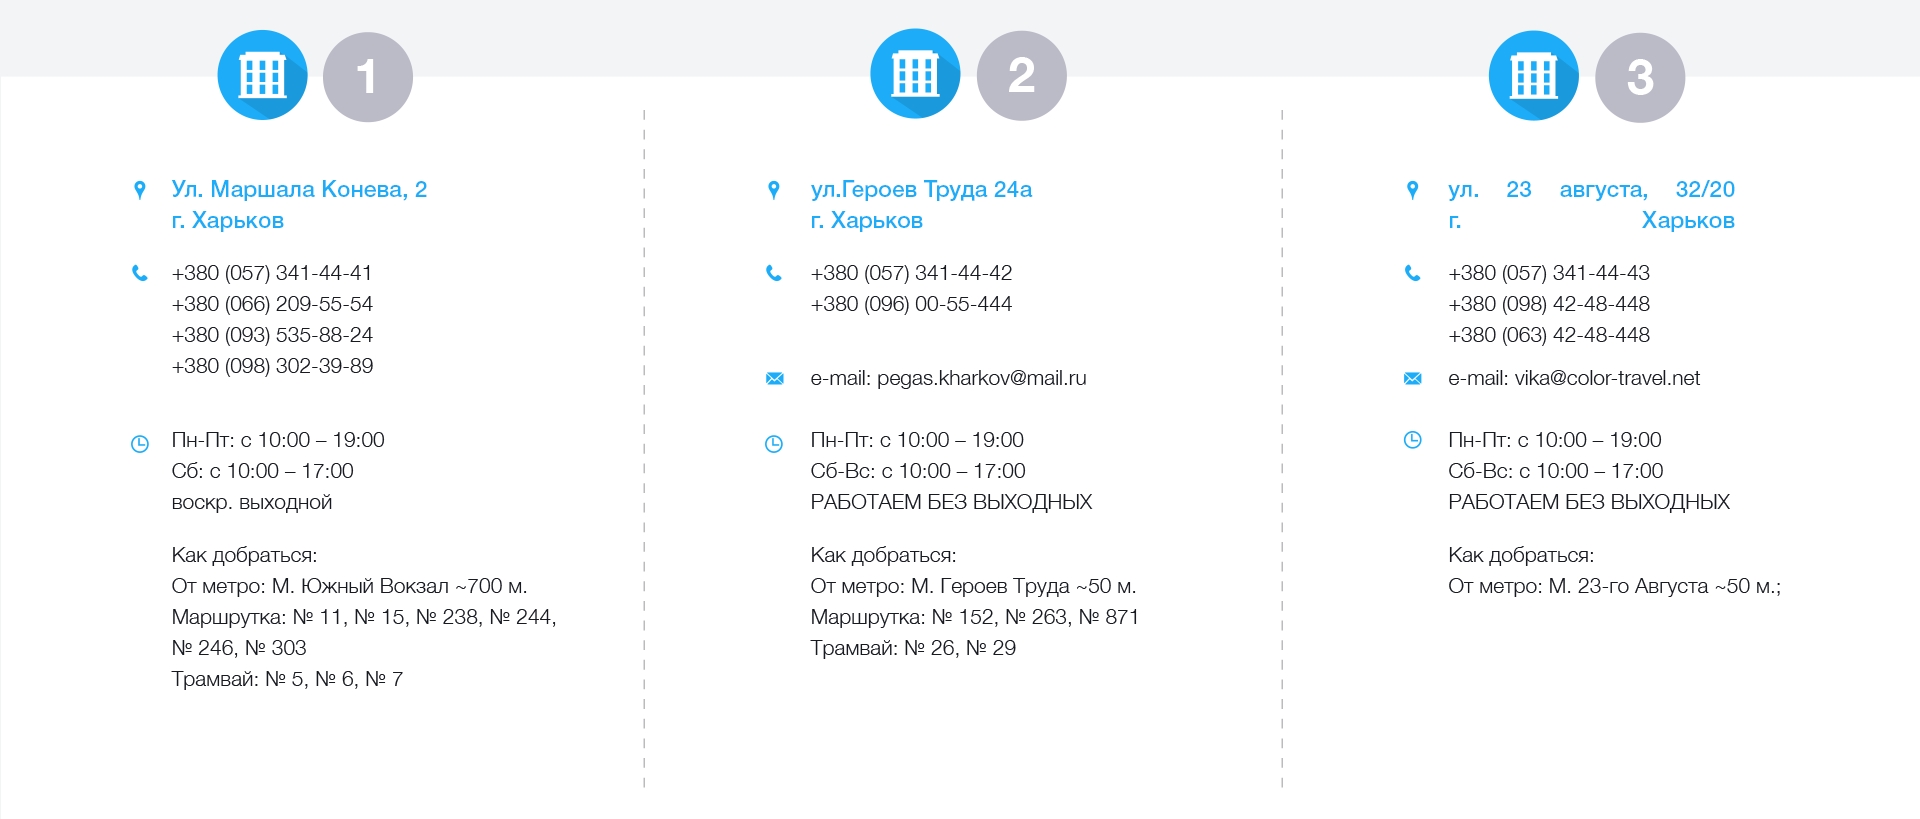 1
Ул. Маршала Конева, 2
г. Харьков
+380 (057) 341-44-41
+380 (066) 209-55-54
+380 (093) 535-88-24
+380 (098) 302-39-89
Пн-Пт: с 10:00 – 19:00
Сб: с 10:00 – 17:00
воскр. выходной
Как добраться:
От метро: М. Южный Вокзал ~700 м.
Маршрутка: № 11, № 15, № 238, № 244,
№ 246, № 303
Трамвай: № 5, № 6, № 7
2
ул.Героев Труда 24а
г. Харьков
+380 (057) 341-44-42
+380 (096) 00-55-444
e-mail: pegas.kharkov@mail.ru
Пн-Пт: с 10:00 – 19:00
Сб-Вс: с 10:00 – 17:00
РАБОТАЕМ БЕЗ ВЫХОДНЫХ
Как добраться:
От метро: М. Героев Труда ~50 м.
Маршрутка: № 152, № 263, № 871
Трамвай: № 26, № 29
3
ул. 23 августа, 32/20
г. Харьков
+380 (057) 341-44-43
+380 (098) 42-48-448
+380 (063) 42-48-448
e-mail: vika@color-travel.net
Пн-Пт: с 10:00 – 19:00
Сб-Вс: с 10:00 – 17:00
РАБОТАЕМ БЕЗ ВЫХОДНЫХ
Как добраться:
От метро: М. 23-го Августа ~50 м.;